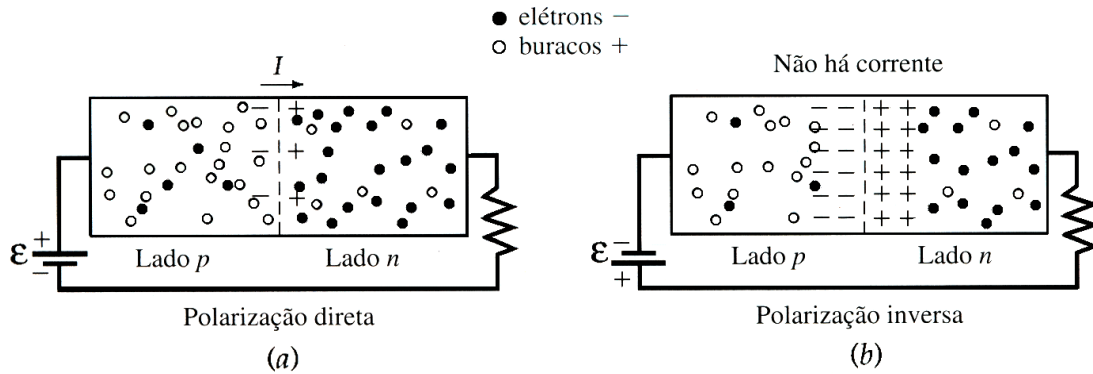 ● elétrons −
○ buracos +
I
Não há corrente
ε + −
Lado p
Lado n
ε − +
Lado p
Lado n
Polarização direta
Polarização inversa
(a)
(b)